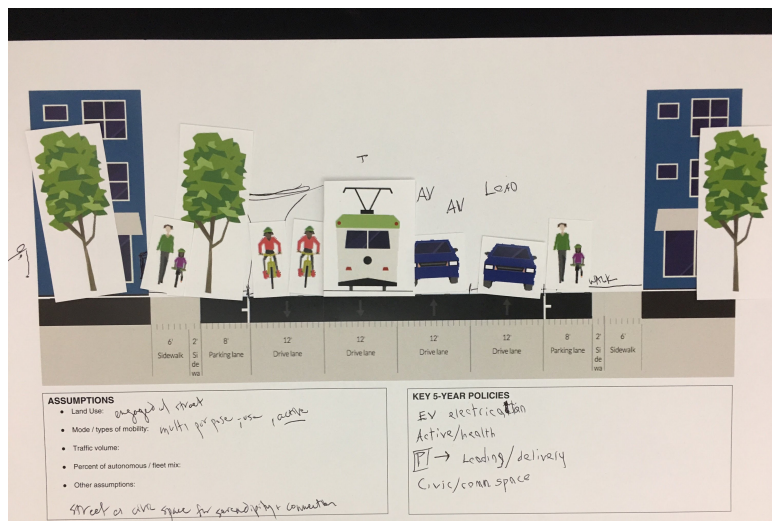 T
AV
AV
LOAD
WALK
6'
Sidewalk
2'
Si
de
wa
8'
Parking lane
12'
Drive lane
12'
Drive lane
12'
Drive lane
12'
Drive lane
8'
Parking lane
2'
Si
de
wa
6'
Sidewalk
ASSUMPTIONS
• Land Use: engaged street
• Mode / types of mobility: multi purpose, use, active
• Traffic volume:
• Percent of autonomous / fleet mix:
• Other assumptions:
street as civic space for serendipity + connection
KEY 5-YEAR POLICIES
EV
Active/health
P → Loading/delivery
Civic/comm space